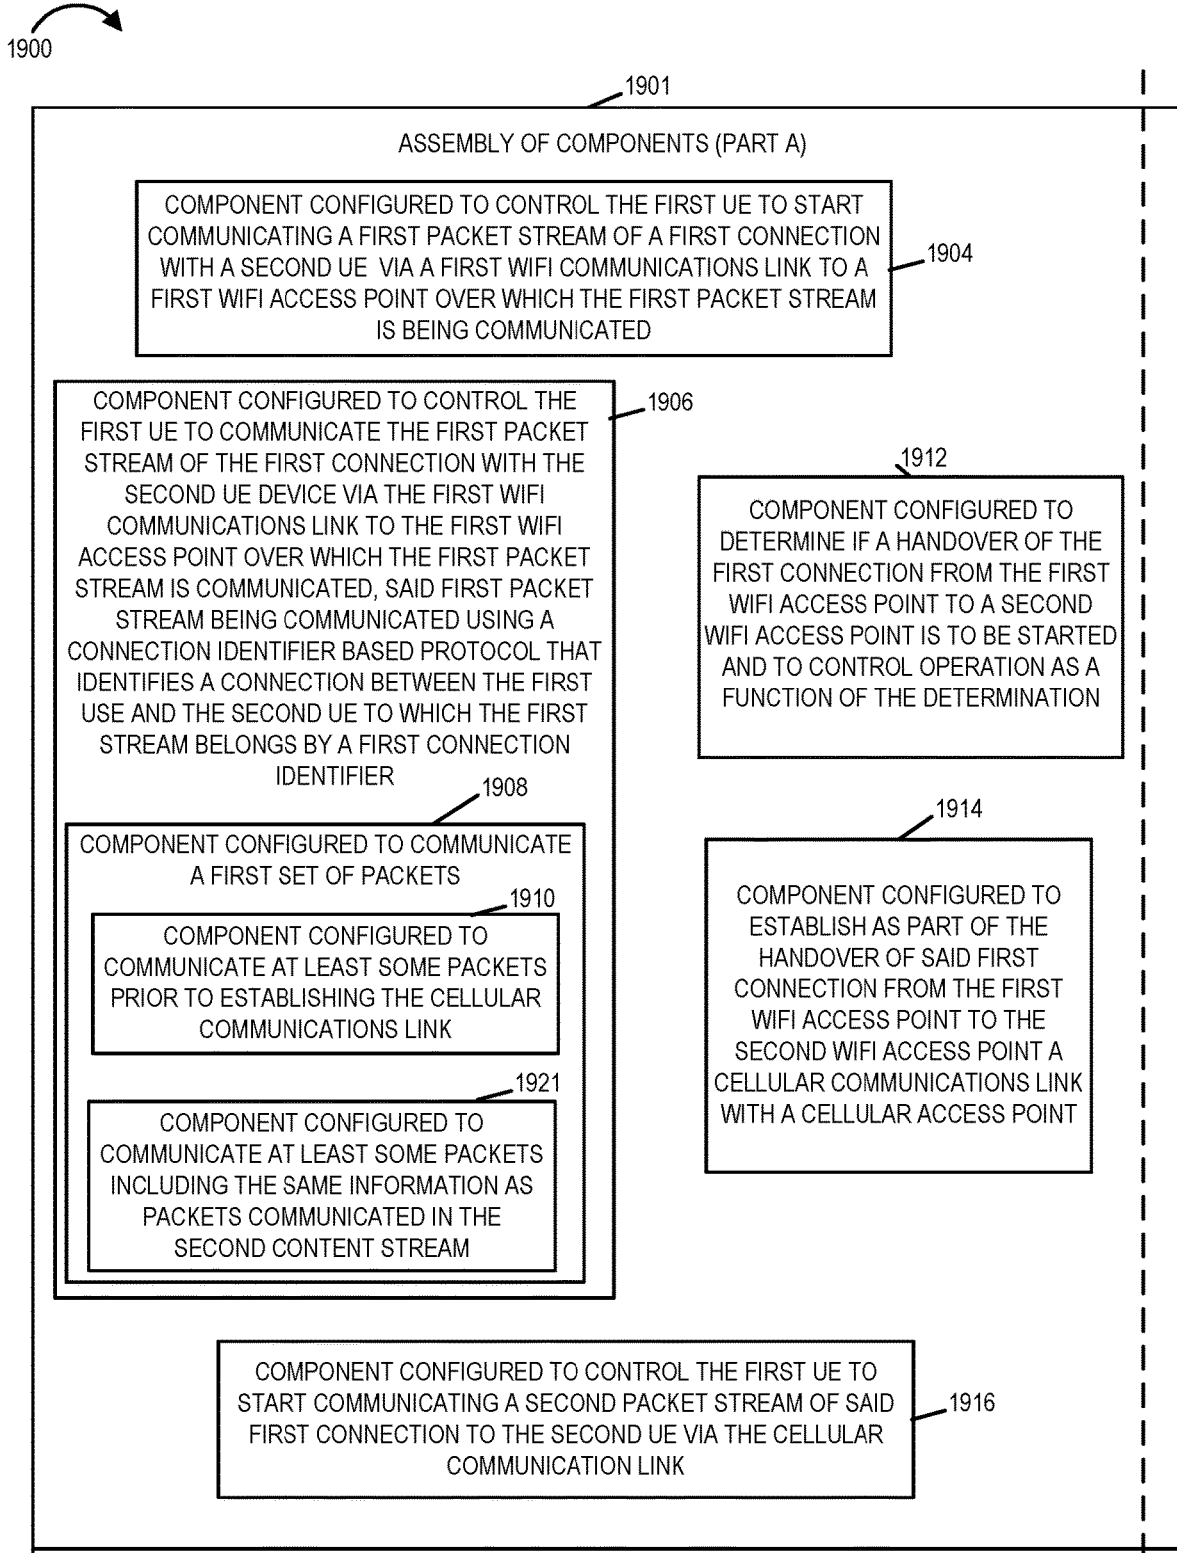 1900
1901
ASSEMBLY OF COMPONENTS (PART A)
COMPONENT CONFIGURED TO CONTROL THE FIRST UE TO START
COMMUNICATING A FIRST PACKET STREAM OF A FIRST CONNECTION
WITH A SECOND UE VIA A FIRST WIFI COMMUNICATIONS LINK TO A
FIRST WIFI ACCESS POINT OVER WHICH THE FIRST PACKET STREAM
IS BEING COMMUNICATED
1904
COMPONENT CONFIGURED TO CONTROL THE
FIRST UE TO COMMUNICATE THE FIRST PACKET
STREAM OF THE FIRST CONNECTION WITH THE
SECOND UE DEVICE VIA THE FIRST WIFI
COMMUNICATIONS LINK TO THE FIRST WIFI
ACCESS POINT OVER WHICH THE FIRST PACKET
STREAM IS COMMUNICATED, SAID FIRST PACKET
STREAM BEING COMMUNICATED USING A
CONNECTION IDENTIFIER BASED PROTOCOL THAT
IDENTIFIES A CONNECTION BETWEEN THE FIRST
USE AND THE SECOND UE TO WHICH THE FIRST
STREAM BELONGS BY A FIRST CONNECTION
IDENTIFIER
1906
1908
COMPONENT CONFIGURED TO COMMUNICATE
A FIRST SET OF PACKETS
1910
COMPONENT CONFIGURED TO
COMMUNICATE AT LEAST SOME PACKETS
PRIOR TO ESTABLISHING THE CELLULAR
COMMUNICATIONS LINK
1921
COMPONENT CONFIGURED TO
COMMUNICATE AT LEAST SOME PACKETS
INCLUDING THE SAME INFORMATION AS
PACKETS COMMUNICATED IN THE
SECOND CONTENT STREAM
1912
COMPONENT CONFIGURED TO
DETERMINE IF A HANDOVER OF THE
FIRST CONNECTION FROM THE FIRST
WIFI ACCESS POINT TO A SECOND
WIFI ACCESS POINT IS TO BE STARTED
AND TO CONTROL OPERATION AS A
FUNCTION OF THE DETERMINATION
1914
COMPONENT CONFIGURED TO
ESTABLISH AS PART OF THE
HANDOVER OF SAID FIRST
CONNECTION FROM THE FIRST
WIFI ACCESS POINT TO THE
SECOND WIFI ACCESS POINT A
CELLULAR COMMUNICATIONS LINK
WITH A CELLULAR ACCESS POINT
COMPONENT CONFIGURED TO CONTROL THE FIRST UE TO
START COMMUNICATING A SECOND PACKET STREAM OF SAID
FIRST CONNECTION TO THE SECOND UE VIA THE CELLULAR
COMMUNICATION LINK
1916